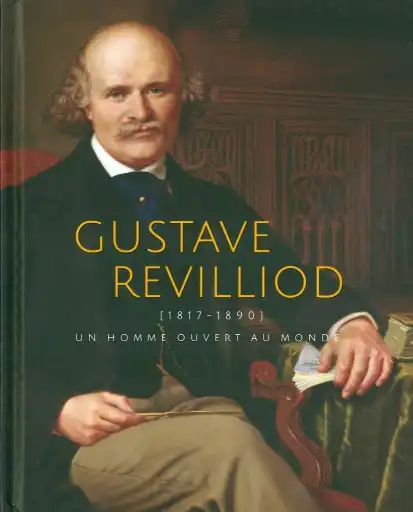 GUSTAVE
REVILLIOD
[1817-1890]
UN HOMME OUVERT AU MONDE